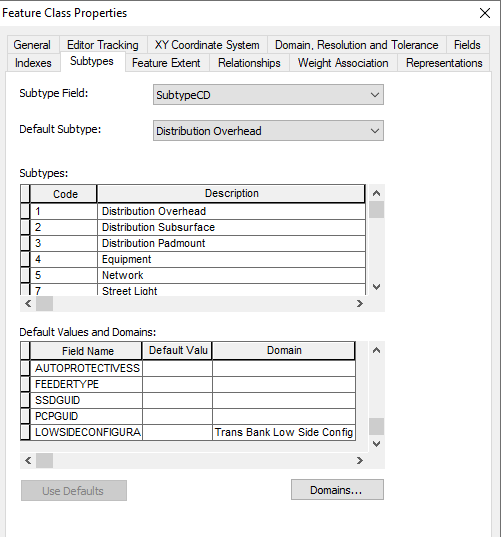 Feature Class Properties
General Editor Tracking XY Coordinate System Domain, Resolution and Tolerance Fields
Indexes Subtypes Feature Extent Relationships Weight Association Representations
Subtype Field: SubtypeCD
Default Subtype: Distribution Overhead
Subtypes:
Code Description
1 Distribution Overhead
2 Distribution Subsurface
3 Distribution Padmount
4 Equipment
5 Network
7 Street Light
Default Values and Domains:
Field Name Default Valu Domain
AUTOPROTECTIVESS
FEEDERTYPE
SSDGUID
PCPGUID
LOWSIDECONFIGURA Trans Bank Low Side Config
Use Defaults Domains...